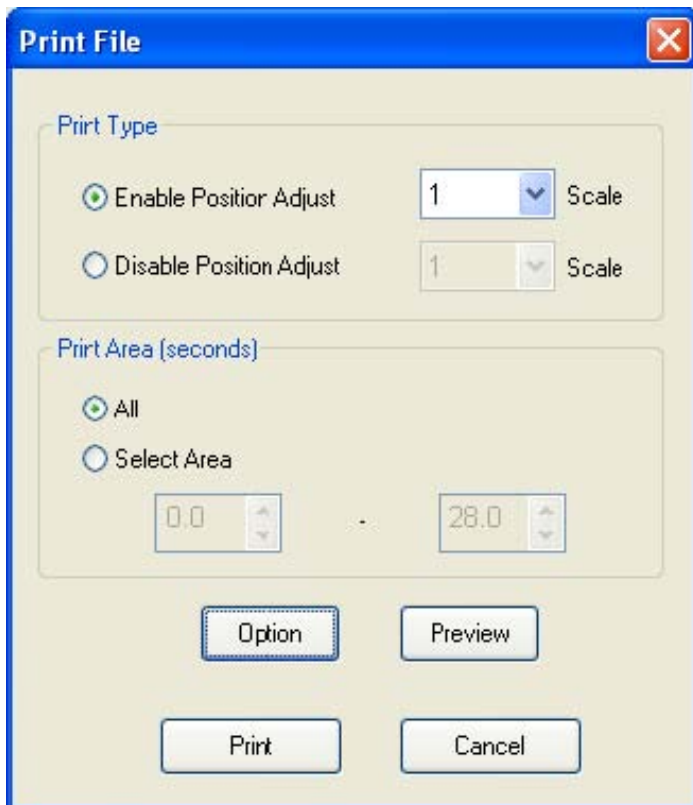 Print File
Print Type
Enable Position Adjust 1 Scale
Disable Position Adjust 1 Scale
Print Area (seconds)
All
Select Area
0.0 - 28.0
Option Preview
Print Cancel